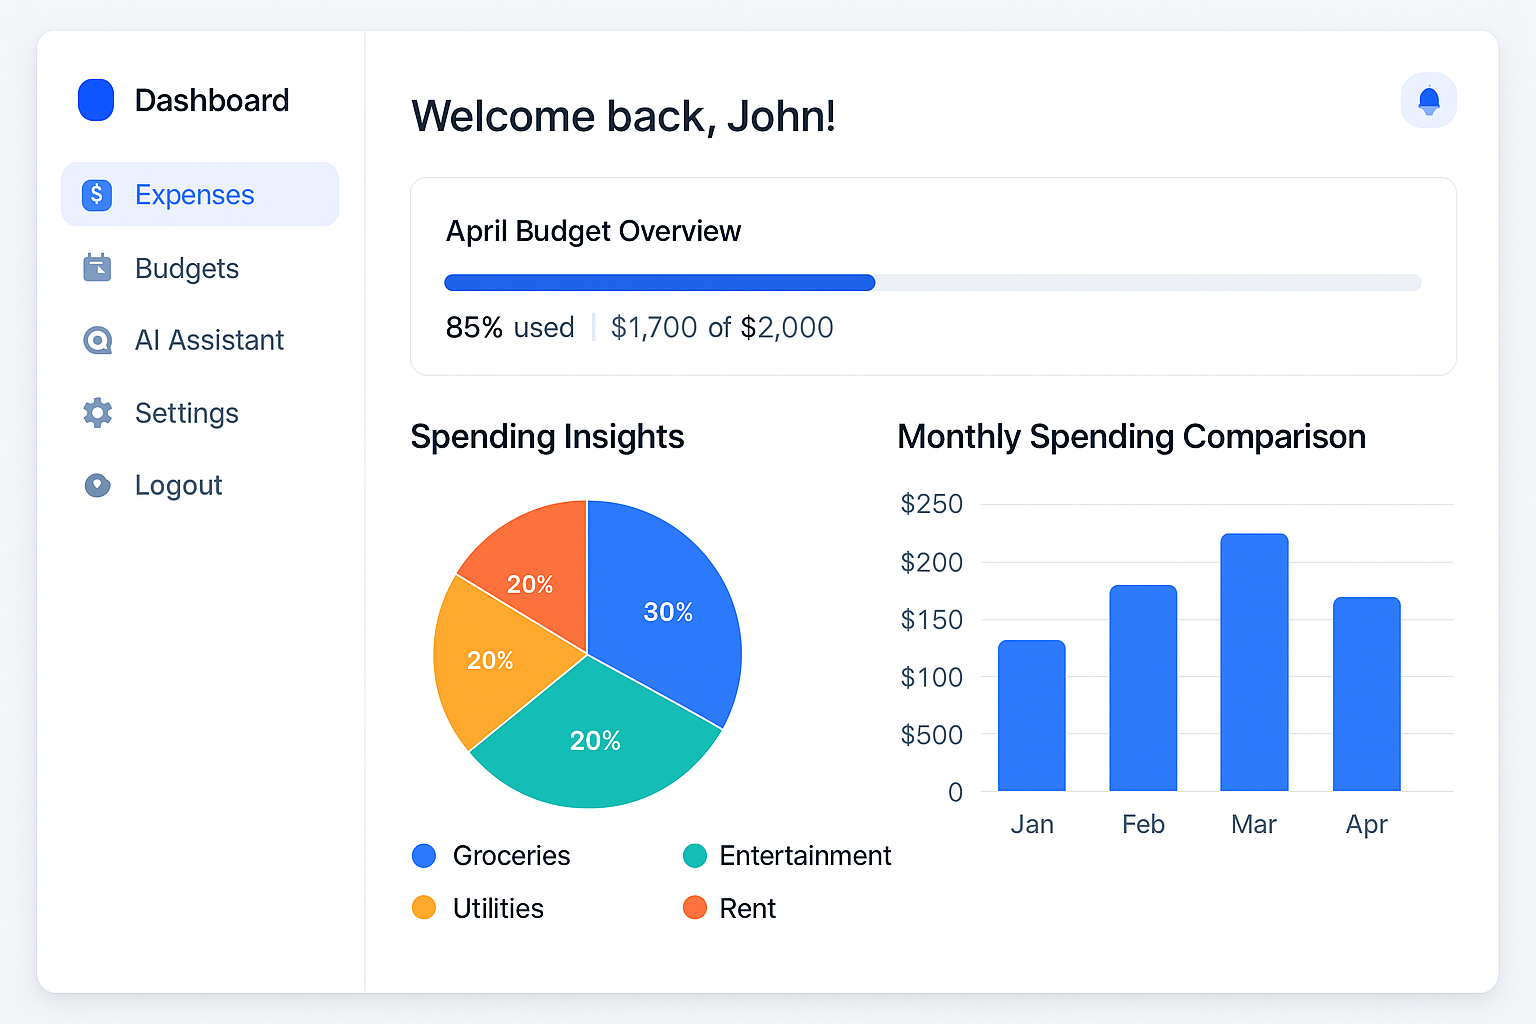 Dashboard
Expenses
Budgets
AI Assistant
Settings
Logout
Welcome back, John!
April Budget Overview
85% used | $1,700 of $2,000
Spending Insights
20%
30%
20%
20%
Groceries
Entertainment
Utilities
Rent
Monthly Spending Comparison
$250
$200
$150
$100
$500
0
Jan Feb Mar Apr